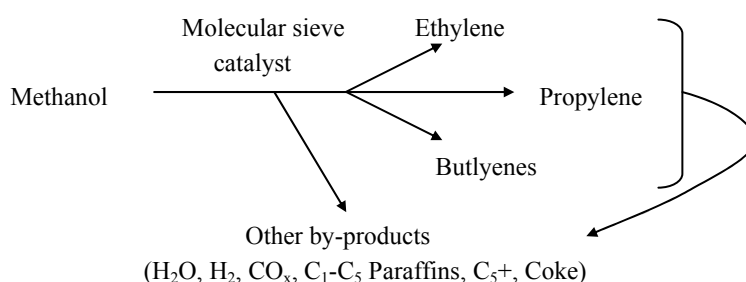 Molecular sieve
catalyst
Ethylene
Methanol
Propylene
Butlyenes
Other by-products
(H₂O, H₂, COₓ, C₁-C₅ Paraffins, C₅+, Coke)